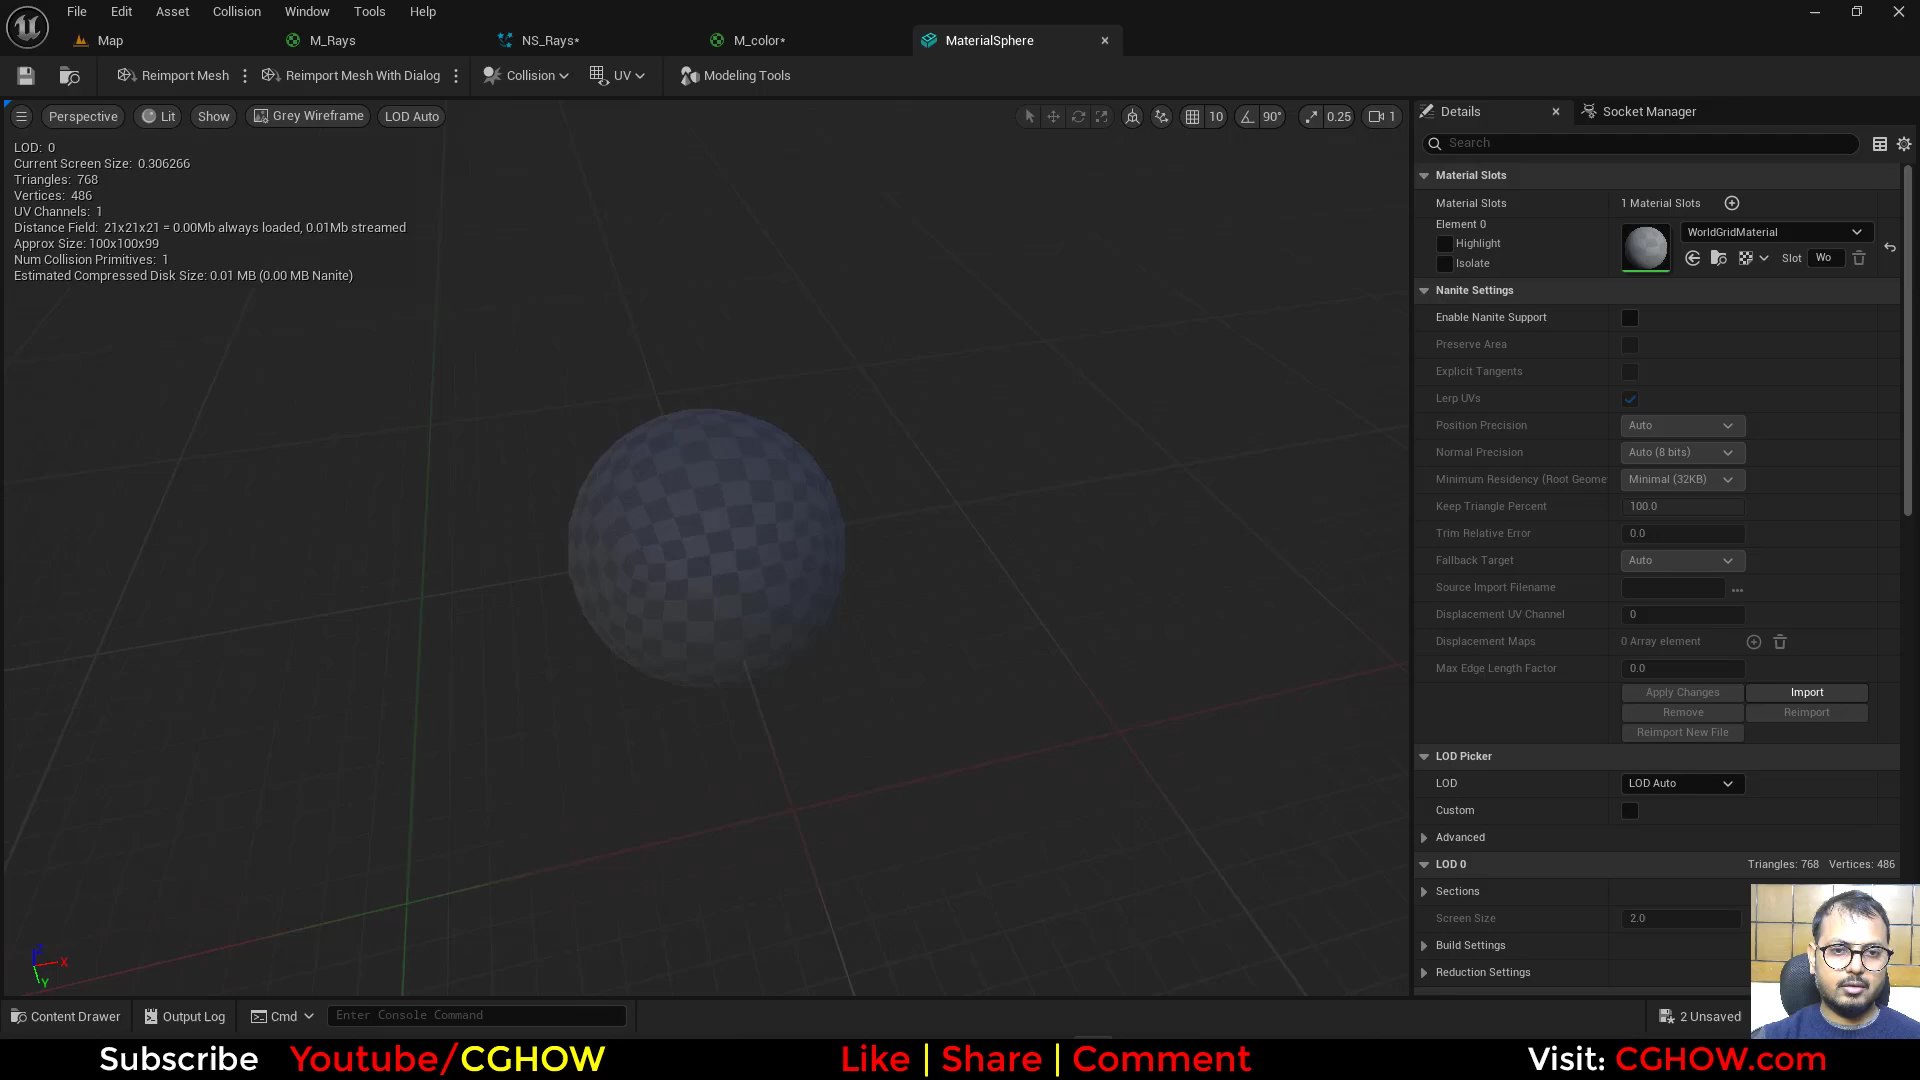 File Edit Asset Collision Window Tools Help
Map M_Rays NS_Rays* M_color* MaterialSphere
Reimport Mesh Reimport Mesh With Dialog Collision UV Modeling Tools
Perspective Lit Show Grey Wireframe LOD Auto 10 90° 0.25 1
LOD: 0
Current Screen Size: 0.306266
Triangles: 768
Vertices: 486
UV Channels: 1
Distance Field: 21x21x21 = 0.00Mb always loaded, 0.01Mb streamed
Approx Size: 100x100x99
Num Collision Primitives: 1
Estimated Compressed Disk Size: 0.01 MB (0.00 MB Nanite)
X
Y
Details Socket Manager
Search
Material Slots
Material Slots 1 Material Slots
Element 0
Highlight
Isolate
WorldGridMaterial
Slot Wo
Nanite Settings
Enable Nanite Support
Preserve Area
Explicit Tangents
Lerp UVs
Position Precision Auto
Normal Precision Auto (8 bits)
Minimum Residency (Root Geome Minimal (32KB)
Keep Triangle Percent 100.0
Trim Relative Error 0.0
Fallback Target Auto
Source Import Filename
Displacement UV Channel 0
Displacement Maps 0 Array element
Max Edge Length Factor 0.0
Apply Changes Import
Remove Reimport
Reimport New File
LOD Picker
LOD LOD Auto
Custom
Advanced
LOD 0 Triangles: 768 Vertices: 486
Sections
Screen Size 2.0
Build Settings
Reduction Settings
Content Drawer Output Log Cmd Enter Console Command 2 Unsaved
Subscribe Youtube/CGHOW Like | Share | Comment Visit: CGHOW.com